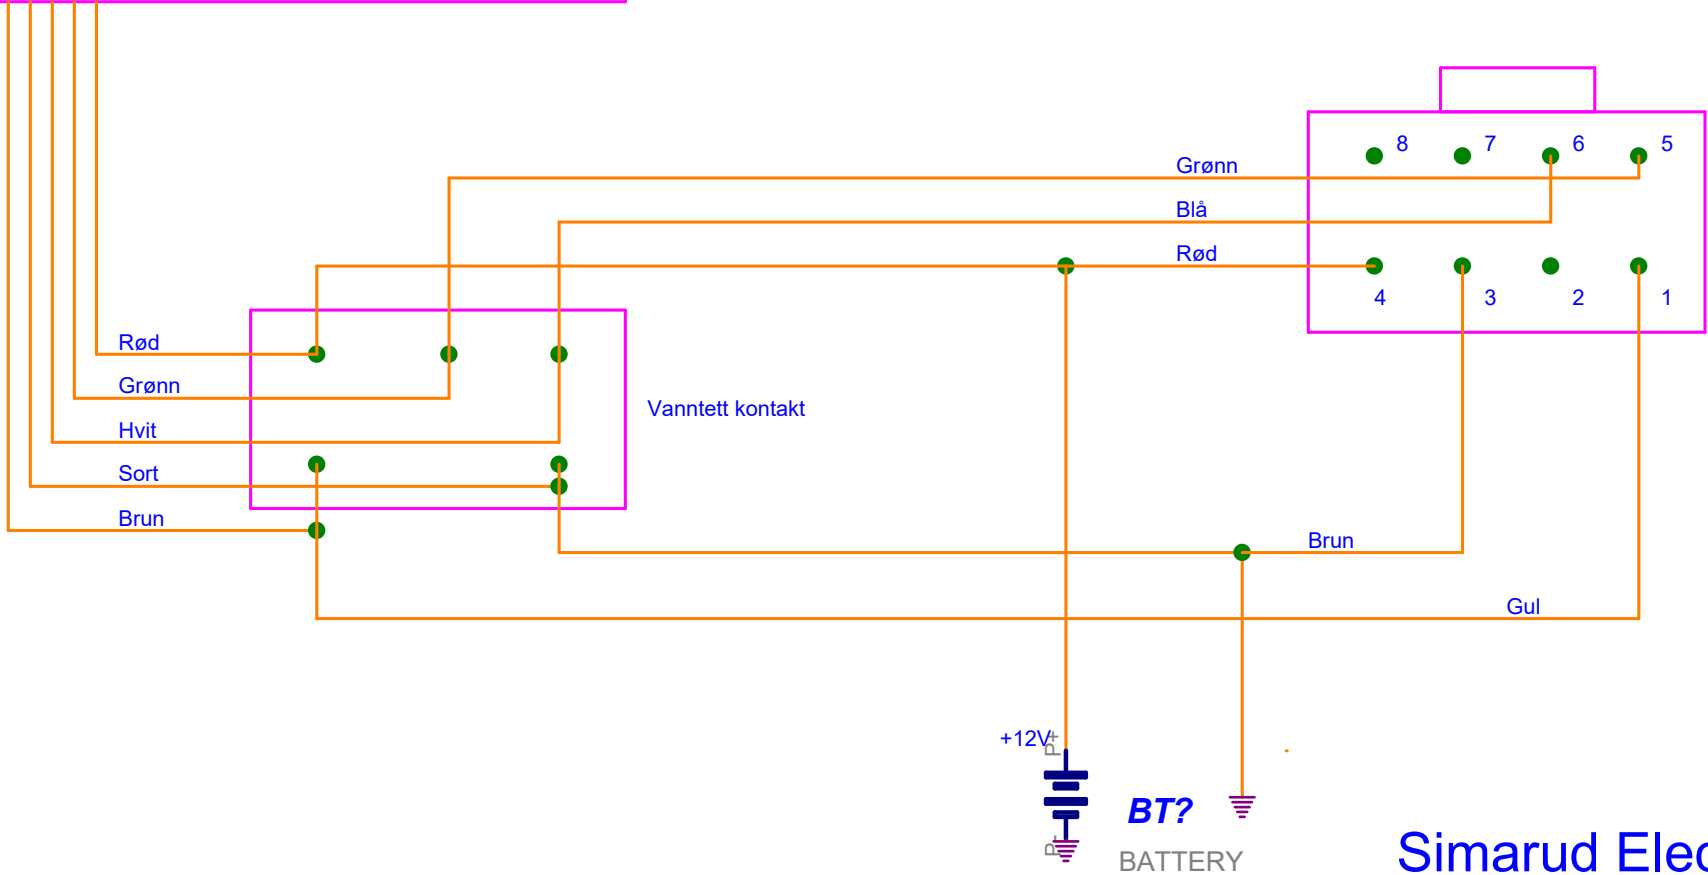 8 7 6 5
Grønn
Blå
Rød
4 3 2 1
Rød
Grønn
Vanntett kontakt
Hvit
Sort
Brun
Brun
Gul
+12V
P+
BT?
P-
BATTERY
Simarud Elec